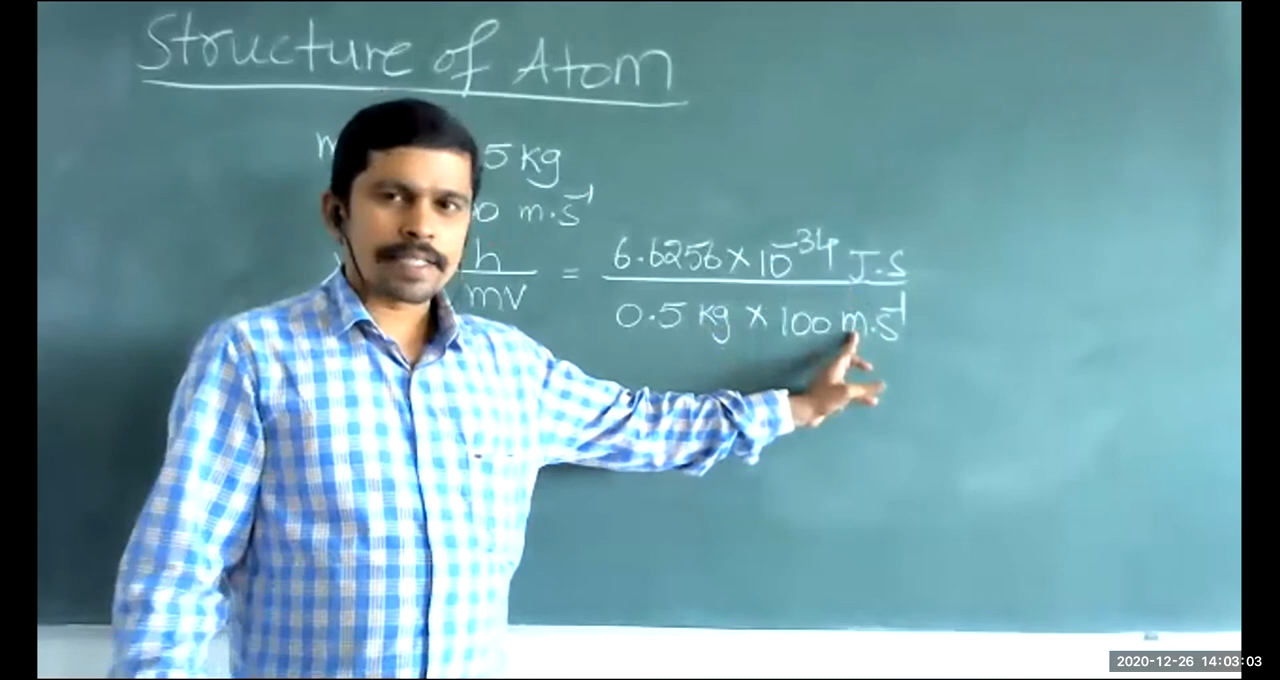 Structure of Atom
m 5 kg
0 m.s⁻¹
h/mv = 6.6256 × 10⁻³⁴ J.s / 0.5 kg × 100 m.s⁻¹
2020-12-26 14:03:03